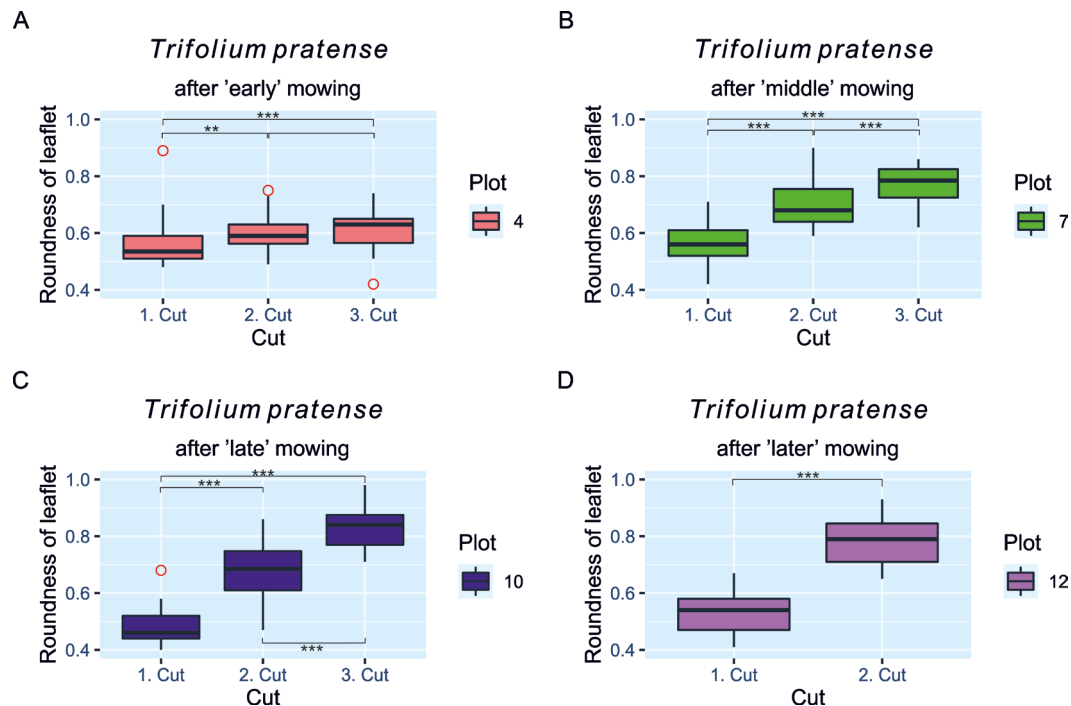 A
Trifolium pratense
after 'early' mowing
Roundness of leaflet
1.0
0.8
0.6
0.4
***
**
1. Cut
2. Cut
3. Cut
Cut
Plot
4
B
Trifolium pratense
after 'middle' mowing
Roundness of leaflet
1.0
0.8
0.6
0.4
***
***
***
1. Cut
2. Cut
3. Cut
Cut
Plot
7
C
Trifolium pratense
after 'late' mowing
Roundness of leaflet
1.0
0.8
0.6
0.4
***
***
***
1. Cut
2. Cut
3. Cut
Cut
Plot
10
D
Trifolium pratense
after 'later' mowing
Roundness of leaflet
1.0
0.8
0.6
0.4
***
1. Cut
2. Cut
Cut
Plot
12